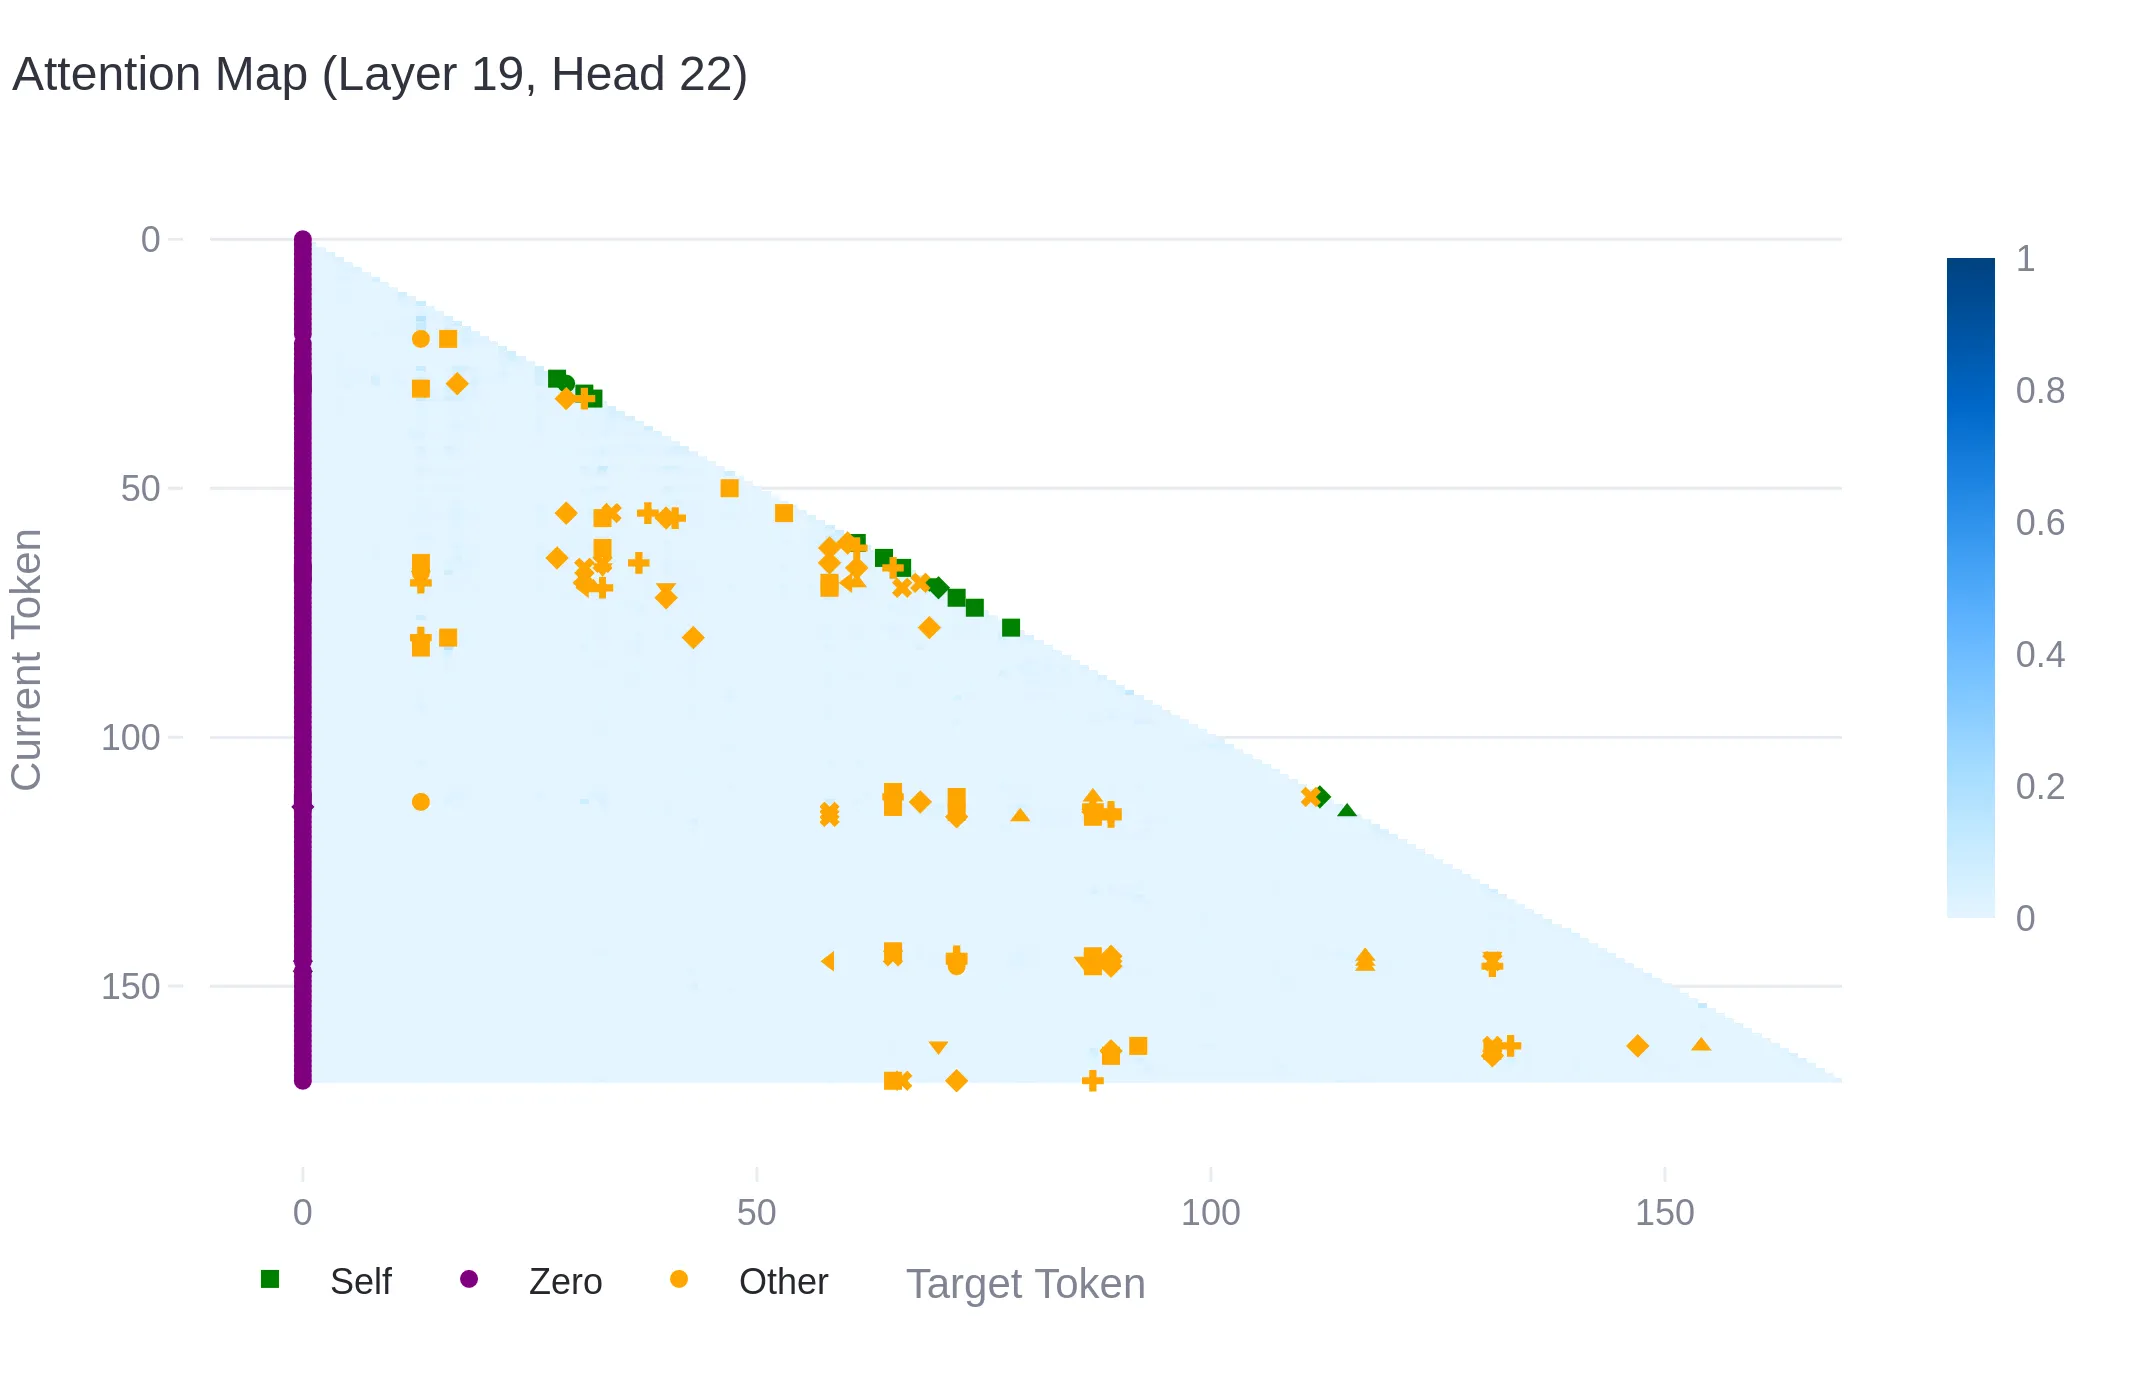 Attention Map (Layer 19, Head 22)
0
50
100
150
Current Token
1
0.8
0.6
0.4
0.2
0
0
50
100
150
Self
Zero
Other
Target Token